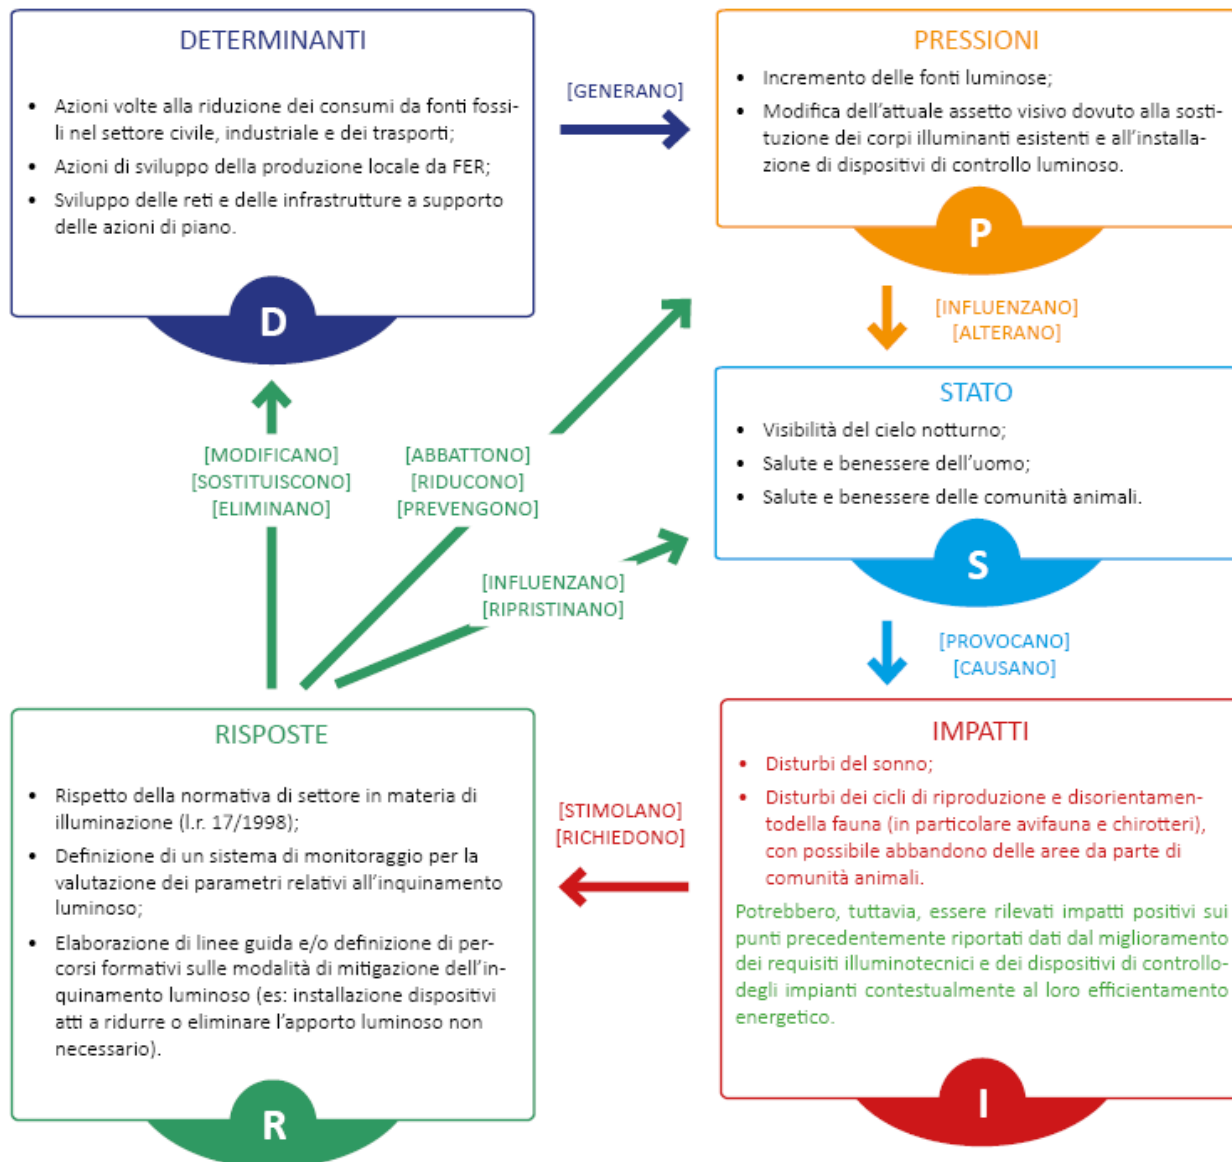 DETERMINANTI
• Azioni volte alla riduzione dei consumi da fonti fossi-
li nel settore civile, industriale e dei trasporti;
• Azioni di sviluppo della produzione locale da FER;
• Sviluppo delle reti e delle infrastrutture a supporto
delle azioni di piano.
D
[GENERANO]
PRESSIONI
• Incremento delle fonti luminose;
• Modifica dell'attuale assetto visivo dovuto alla sosti-
tuzione dei corpi illuminanti esistenti e all'installa-
zione di dispositivi di controllo luminoso.
P
[INFLUENZANO]
[ALTERANO]
STATO
• Visibilità del cielo notturno;
• Salute e benessere dell'uomo;
• Salute e benessere delle comunità animali.
S
[MODIFICANO]
[SOSTITUISCONO]
[ELIMINANO]
[ABBATTONO]
[RIDUCONO]
[PREVENGONO]
[INFLUENZANO]
[RIPRISTINANO]
[PROVOCANO]
[CAUSANO]
IMPATTI
• Disturbi del sonno;
• Disturbi dei cicli di riproduzione e disorientamen-
todella fauna (in particolare avifauna e chirotteri),
con possibile abbandono delle aree da parte di
comunità animali.
Potrebbero, tuttavia, essere rilevati impatti positivi sui
punti precedentemente riportati dati dal miglioramento
dei requisiti illuminotecnici e dei dispositivi di controllo-
degli impianti contestualmente al loro efficientamento
energetico.
I
[STIMOLANO]
[RICHIEDONO]
RISPOSTE
• Rispetto della normativa di settore in materia di
illuminazione (l.r. 17/1998);
• Definizione di un sistema di monitoraggio per la
valutazione dei parametri relativi all'inquinamento
luminoso;
• Elaborazione di linee guida e/o definizione di per-
corsi formativi sulle modalità di mitigazione dell'in-
quinamento luminoso (es: installazione dispositivi
atti a ridurre o eliminare l'apporto luminoso non
necessario).
R